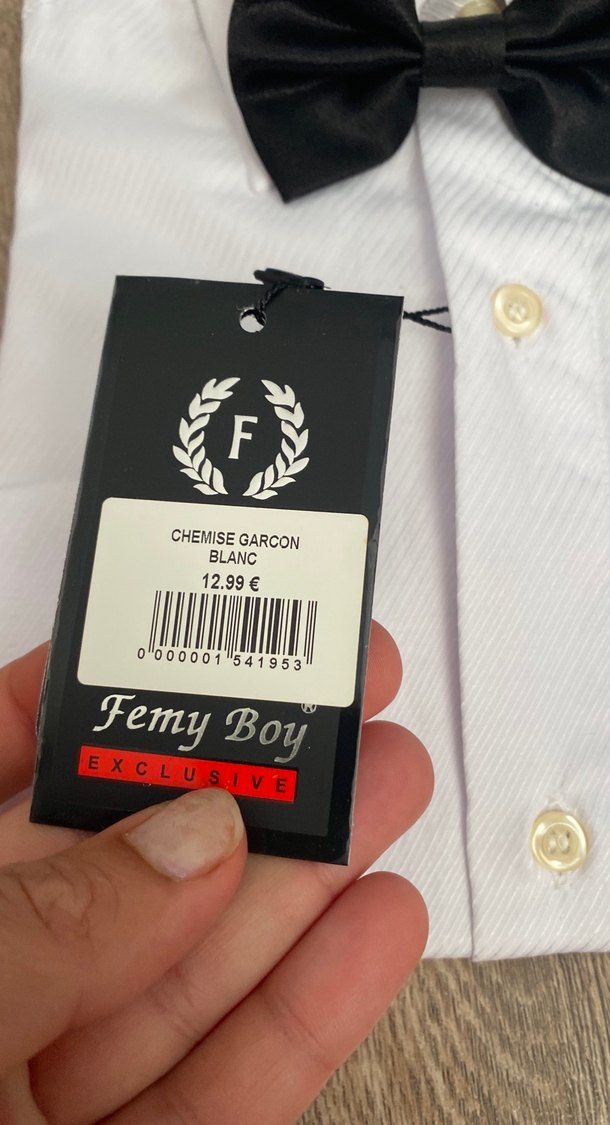 F
CHEMISE GARCON
BLANC
12.99 €
0 000001 541953
Femy Boy®
EXCLUSIVE